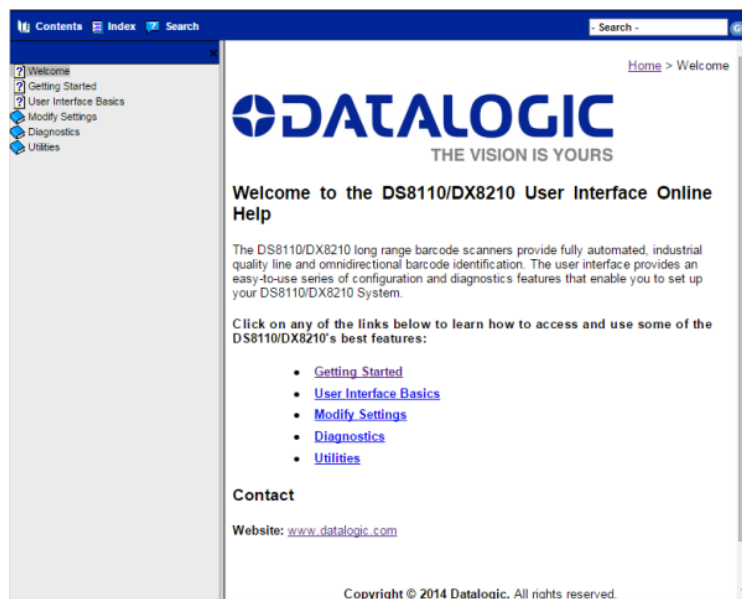 Contents Index Search
- Search -
G
×
Welcome
Getting Started
User Interface Basics
Modify Settings
Diagnostics
Utilities
Home > Welcome
DATALOGIC
THE VISION IS YOURS
Welcome to the DS8110/DX8210 User Interface Online
Help
The DS8110/DX8210 long range barcode scanners provide fully automated, industrial
quality line and omnidirectional barcode identification. The user interface provides an
easy-to-use series of configuration and diagnostics features that enable you to set up
your DS8110/DX8210 System.
Click on any of the links below to learn how to access and use some of the
DS8110/DX8210's best features:
• Getting Started
• User Interface Basics
• Modify Settings
• Diagnostics
• Utilities
Contact
Website: www.datalogic.com
Copyright © 2014 Datalogic. All rights reserved.